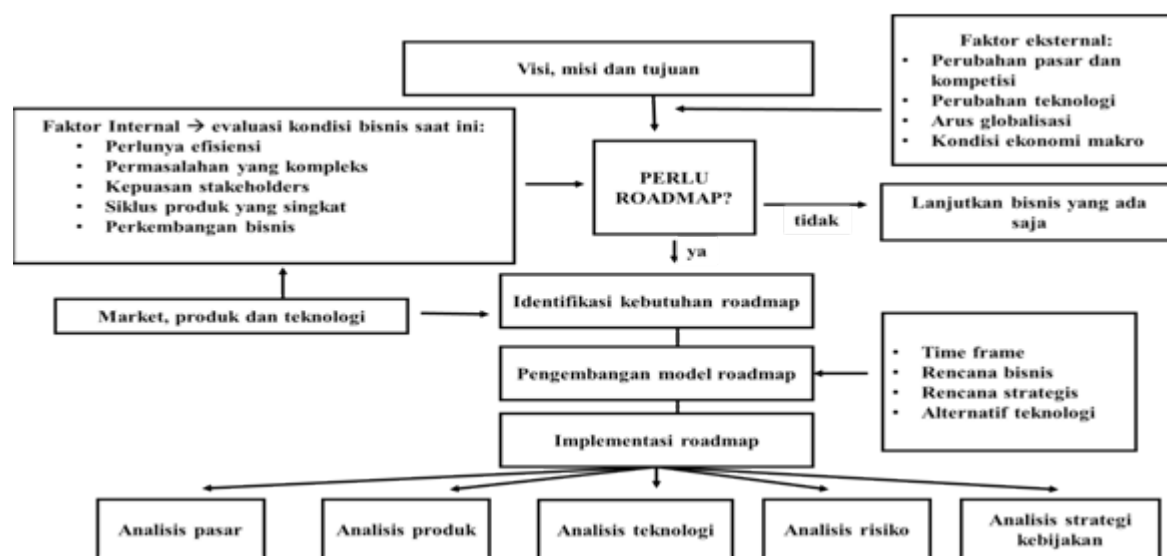 Visi, misi dan tujuan
Faktor eksternal:
• Perubahan pasar dan
kompetisi
• Perubahan teknologi
• Arus globalisasi
• Kondisi ekonomi makro
Faktor Internal → evaluasi kondisi bisnis saat ini:
• Perlunya efisiensi
• Permasalahan yang kompleks
• Kepuasan stakeholders
• Siklus produk yang singkat
• Perkembangan bisnis
PERLU
ROADMAP?
tidak
Lanjutkan bisnis yang ada
saja
ya
Market, produk dan teknologi
Identifikasi kebutuhan roadmap
Pengembangan model roadmap
• Time frame
• Rencana bisnis
• Rencana strategis
• Alternatif teknologi
Implementasi roadmap
Analisis pasar
Analisis produk
Analisis teknologi
Analisis risiko
Analisis strategi
kebijakan